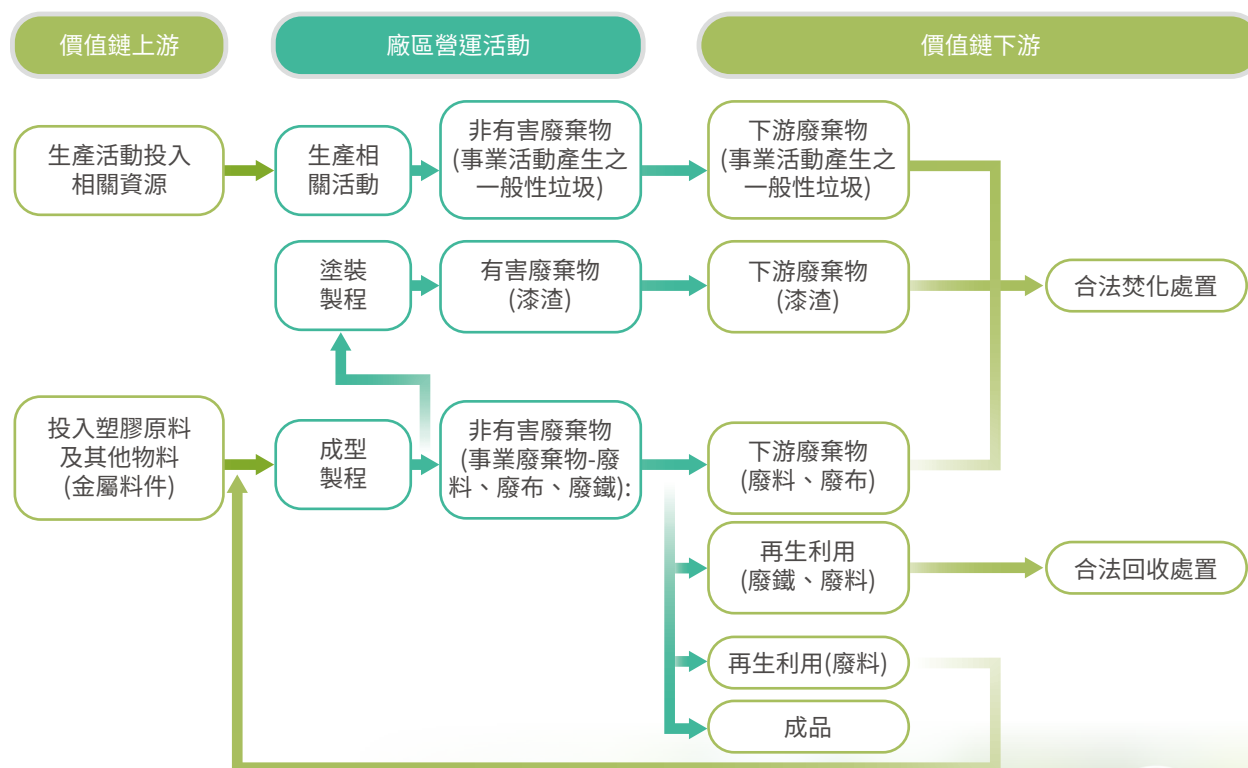 價值鏈上游
廠區營運活動
價值鏈下游
生產活動投入
相關資源
生產相
關活動
非有害廢棄物
(事業活動產生之
一般性垃圾)
下游廢棄物
(事業活動產生之
一般性垃圾)
塗裝
製程
有害廢棄物
(漆渣)
下游廢棄物
(漆渣)
合法焚化處置
投入塑膠原料
及其他物料
(金屬料件)
成型
製程
非有害廢棄物
(事業廢棄物-廢
料、廢布、廢鐵):
下游廢棄物
(廢料、廢布)
再生利用
(廢鐵、廢料)
合法回收處置
再生利用(廢料)
成品